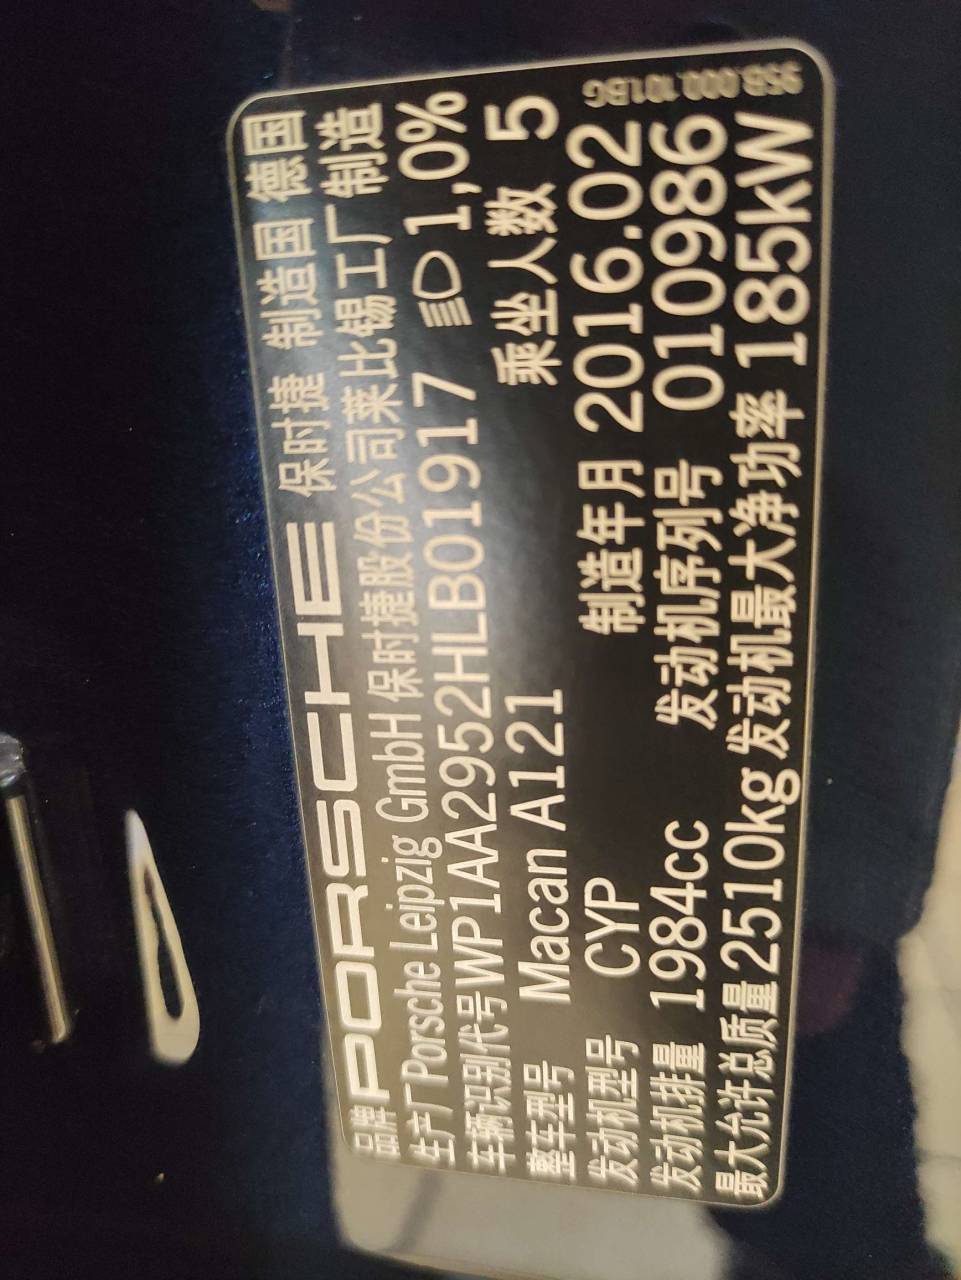 品牌 PORSCHE 保时捷 制造国 德国
生产厂 Porsche Leipzig GmbH 保时捷股份公司莱比锡工厂制造
车辆识别代号 WP1AA2952HLB01917 1,0%
整车型号 Macan A121 乘坐人数 5
发动机型号 CYP 制造年月 2016.02
发动机排量 1984cc 发动机序列号 010986
最大允许总质量 2510kg 发动机最大净功率 185kW
95B.000.101.BG